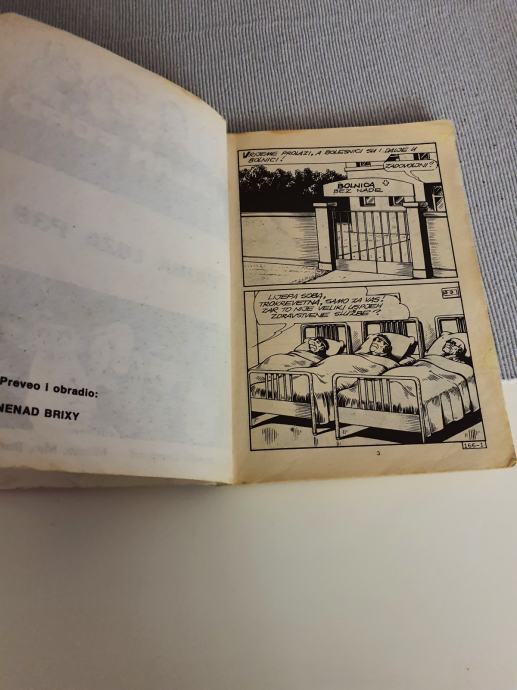 Preveo i obradio:
NENAD BRIXY
VRIJEME PROLAZI, A BOLESNICI SU I DALJE U
BOLNICI!
ZADOVOLJNI?
BOLNICA
BEZ NADE
LIJEPA SOBA,
TROKREVETNA, SAMO ZA VAS!
ZAR TO NIJE VELIKI USPJEH
ZDRAVSTVENE SLUŽBE?
3
166-1